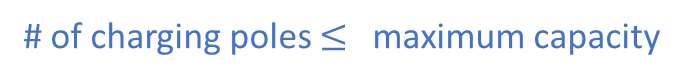 # of charging poles ≤ maximum capacity